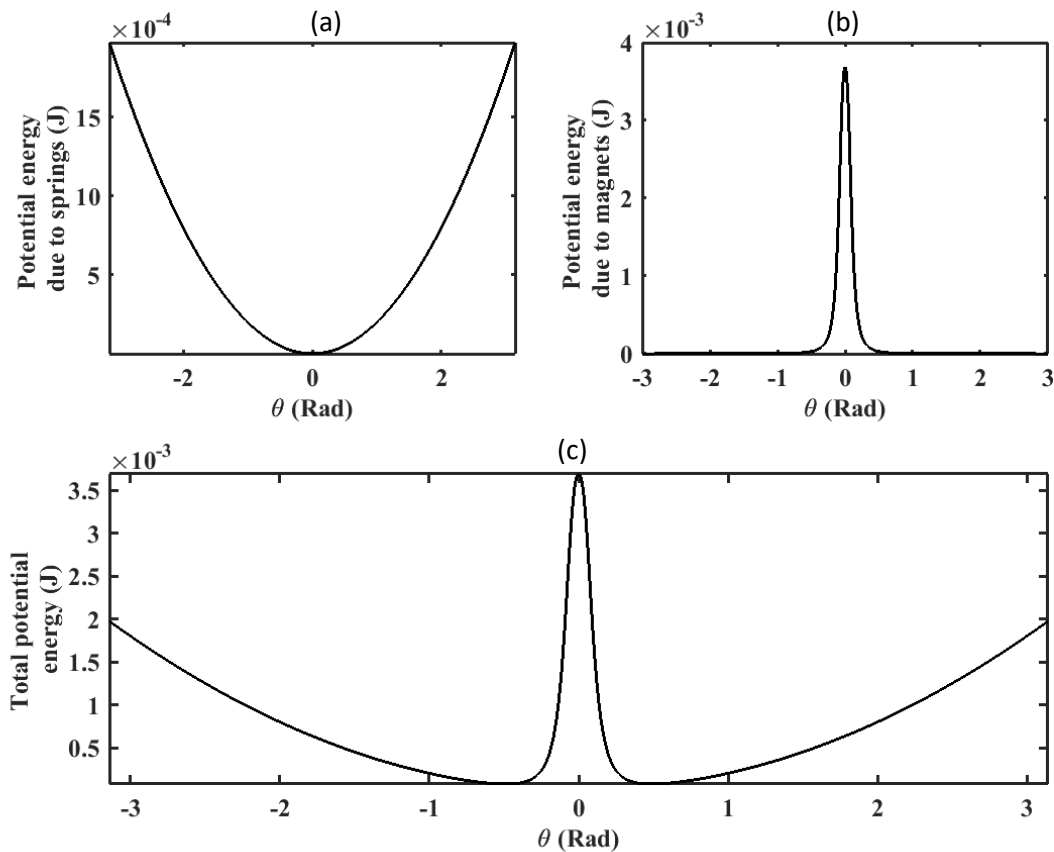 (a)
×10⁻⁴
15
10
5
-2
0
2
θ (Rad)
Potential energy
due to springs (J)
(b)
×10⁻³
4
3
2
1
0
-3
-2
-1
0
1
2
3
θ (Rad)
Potential energy
due to magnets (J)
(c)
×10⁻³
3.5
3
2.5
2
1.5
1
0.5
-3
-2
-1
0
1
2
3
θ (Rad)
Total potential
energy (J)